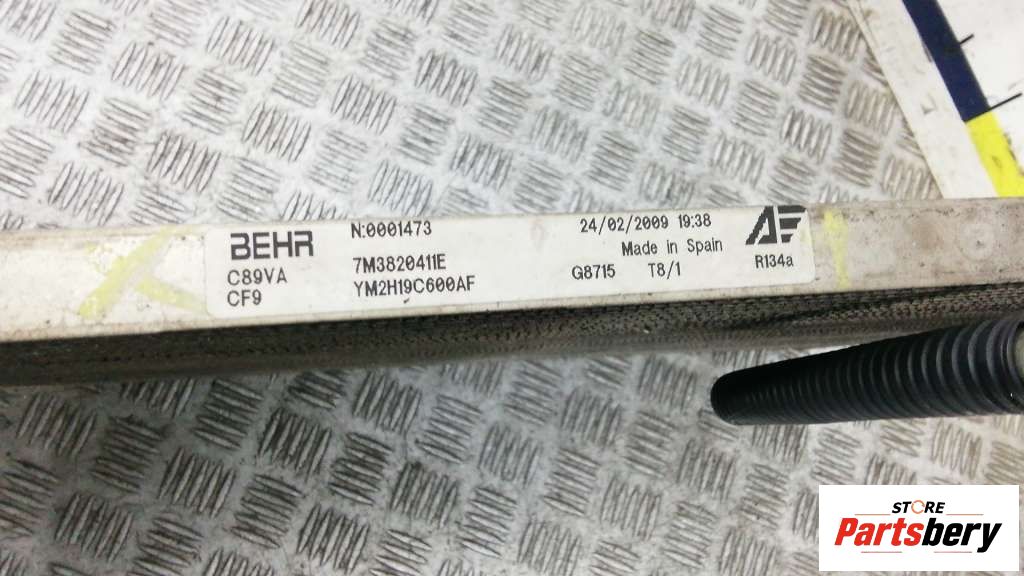 BEHR
C89VA
CF9
N:0001473
7M3820411E
YM2H19C600AF
24/02/2009 19:38
Made in Spain
G8715 T8/1
AF
R134a
STORE
Partsbery